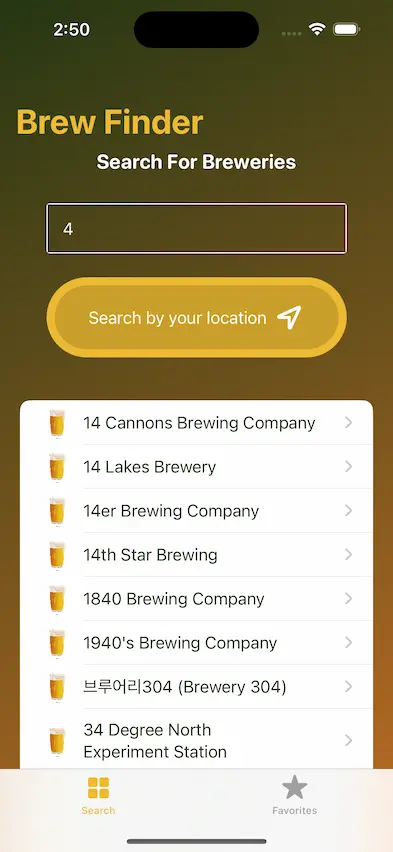 2:50
Brew Finder
Search For Breweries
4
Search by your location
14 Cannons Brewing Company
14 Lakes Brewery
14er Brewing Company
14th Star Brewing
1840 Brewing Company
1940's Brewing Company
브루어리304 (Brewery 304)
34 Degree North
Experiment Station
Search
Favorites